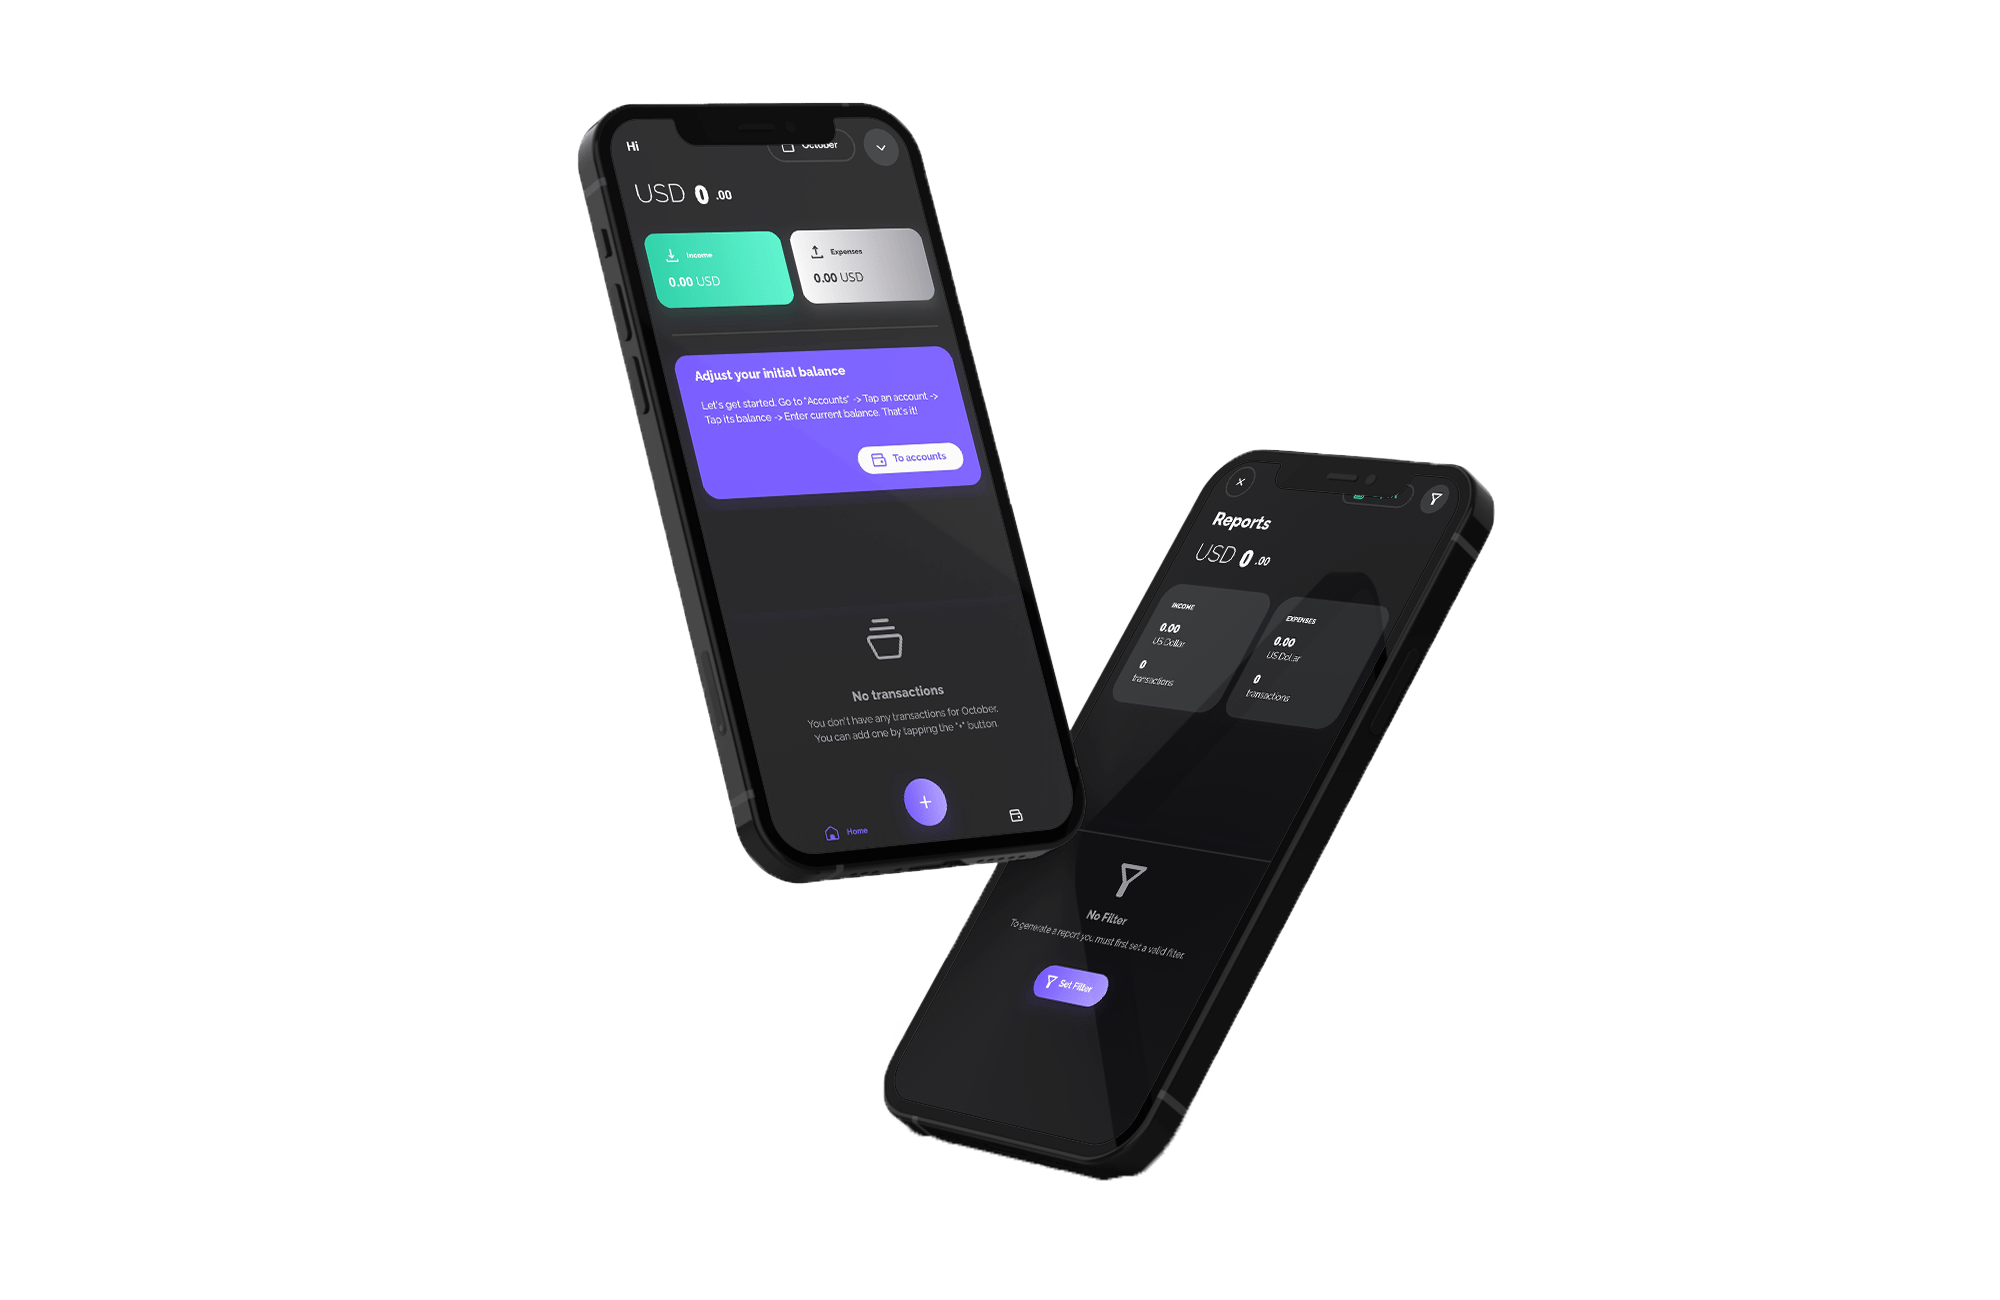 Hi
October
USD 0 .00
Income
0.00 USD
Expenses
0.00 USD
Adjust your initial balance
Let's get started. Go to "Accounts" -> Tap an account ->
Tap its balance -> Enter current balance. That's it!
To accounts
No transactions
You don't have any transactions for October.
You can add one by tapping the "+" button.
+
Home
Reports
USD 0 .00
INCOME
0.00
US Dollar
0
transactions
EXPENSES
0.00
US Dollar
0
transactions
No Filter
To generate a report you must first set a valid filter.
Set Filter